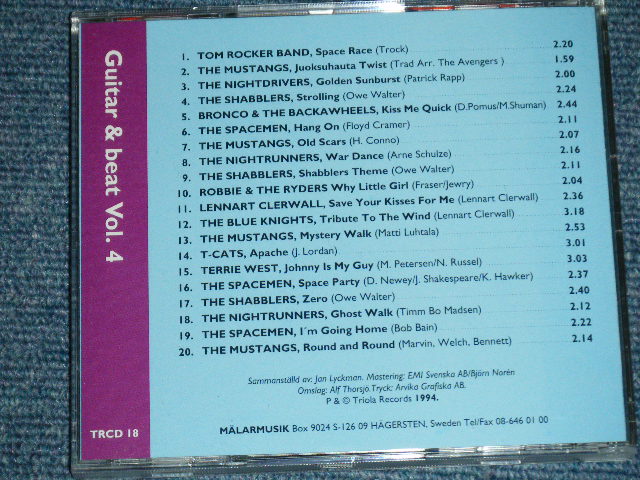 Guitar & beat Vol. 4
TRCD 18
1. TOM ROCKER BAND, Space Race (Trock) 2.20
2. THE MUSTANGS, Juoksuhauta Twist (Trad Arr. The Avengers ) 1.59
3. THE NIGHTDRIVERS, Golden Sunburst (Patrick Rapp) 2.00
4. THE SHABBLERS, Strolling (Owe Walter) 2.24
5. BRONCO & THE BACKAWHEELS, Kiss Me Quick (D.Pomus/M.Shuman) 2.44
6. THE SPACEMEN, Hang On (Floyd Cramer) 2.11
7. THE MUSTANGS, Old Scars (H. Conno) 2.07
8. THE NIGHTRUNNERS, War Dance (Arne Schulze) 2.16
9. THE SHABBLERS, Shabblers Theme (Owe Walter) 2.11
10. ROBBIE & THE RYDERS Why Little Girl (Fraser/Jewry) 2.04
11. LENNART CLERWALL, Save Your Kisses For Me (Lennart Clerwall) 2.36
12. THE BLUE KNIGHTS, Tribute To The Wind (Lennart Clerwall) 3.18
13. THE MUSTANGS, Mystery Walk (Matti Luhtala) 2.53
14. T-CATS, Apache (J. Lordan) 3.01
15. TERRIE WEST, Johnny Is My Guy (M. Petersen/N. Russel) 3.03
16. THE SPACEMEN, Space Party (D. Newey/J. Shakespeare/K. Hawker) 2.37
17. THE SHABBLERS, Zero (Owe Walter) 2.40
18. THE NIGHTRUNNERS, Ghost Walk (Timm Bo Madsen) 2.12
19. THE SPACEMEN, I'm Going Home (Bob Bain) 2.22
20. THE MUSTANGS, Round and Round (Marvin, Welch, Bennett) 2.14
Sammanställd av: Jan Lyckman. Mastering: EMI Svenska AB/Björn Norén
Omslag: Alf Thorsjö.Tryck: Arvika Grafiska AB.
P & © Triola Records 1994.
MÄLARMUSIK Box 9024 S-126 09 HÄGERSTEN, Sweden Tel/Fax 08-646 01 00